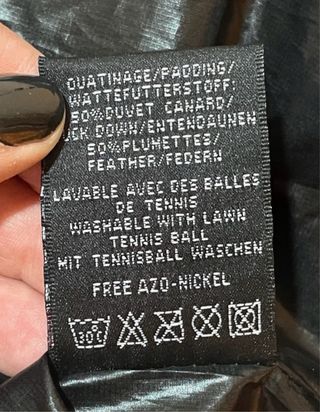 OUATINAGE/PADDING/
WATTEFUTTERSTOFF:
50%DUVET CANARD/
DOWN/ENTENDAUNEN
50%PLUMETTES/
FEATHER/FEDERN
LAVABLE AVEC DES BALLES
DE TENNIS
WASHABLE WITH LAWN
TENNIS BALL
MIT TENNISBALL WASCHEN
FREE AZO-NICKEL
30°